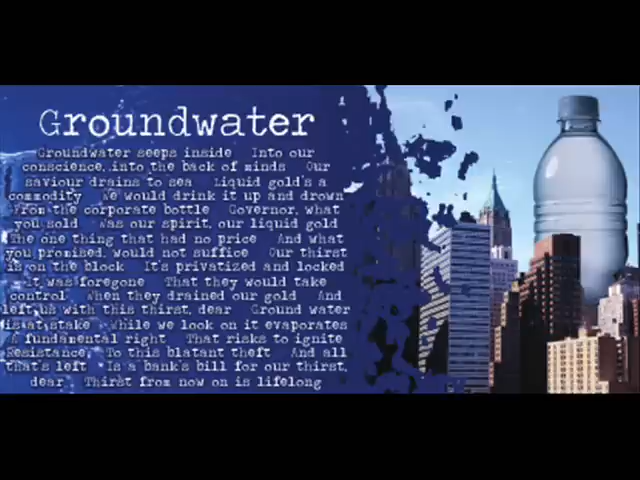 Groundwater
Groundwater seeps inside Into our
conscience, into the back of minds Our
saviour drains to sea Liquid gold's a
commodity We would drink it up and drown
From the corporate bottle Governor, what
you sold Was our spirit, our liquid gold
The one thing that had no price And what
you promised, would not suffice Our thirst
is on the block It's privatized and locked
It was foregone That they would take
control When they drained our gold And
left us with this thirst, dear Ground water
is at stake While we look on it evaporates
A fundamental right That risks to ignite
Resistance, To this blatant theft And all
that's left Is a bank's bill for our thirst,
dear Thirst from now on is lifelong